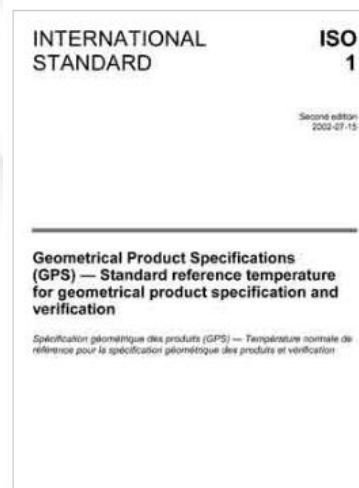 INTERNATIONAL
STANDARD
ISO
1
Second edition
2002-07-15
Geometrical Product Specifications
(GPS) — Standard reference temperature
for geometrical product specification and
verification
Spécification géométrique des produits (GPS) — Température normale de
référence pour la spécification géométrique des produits et vérification